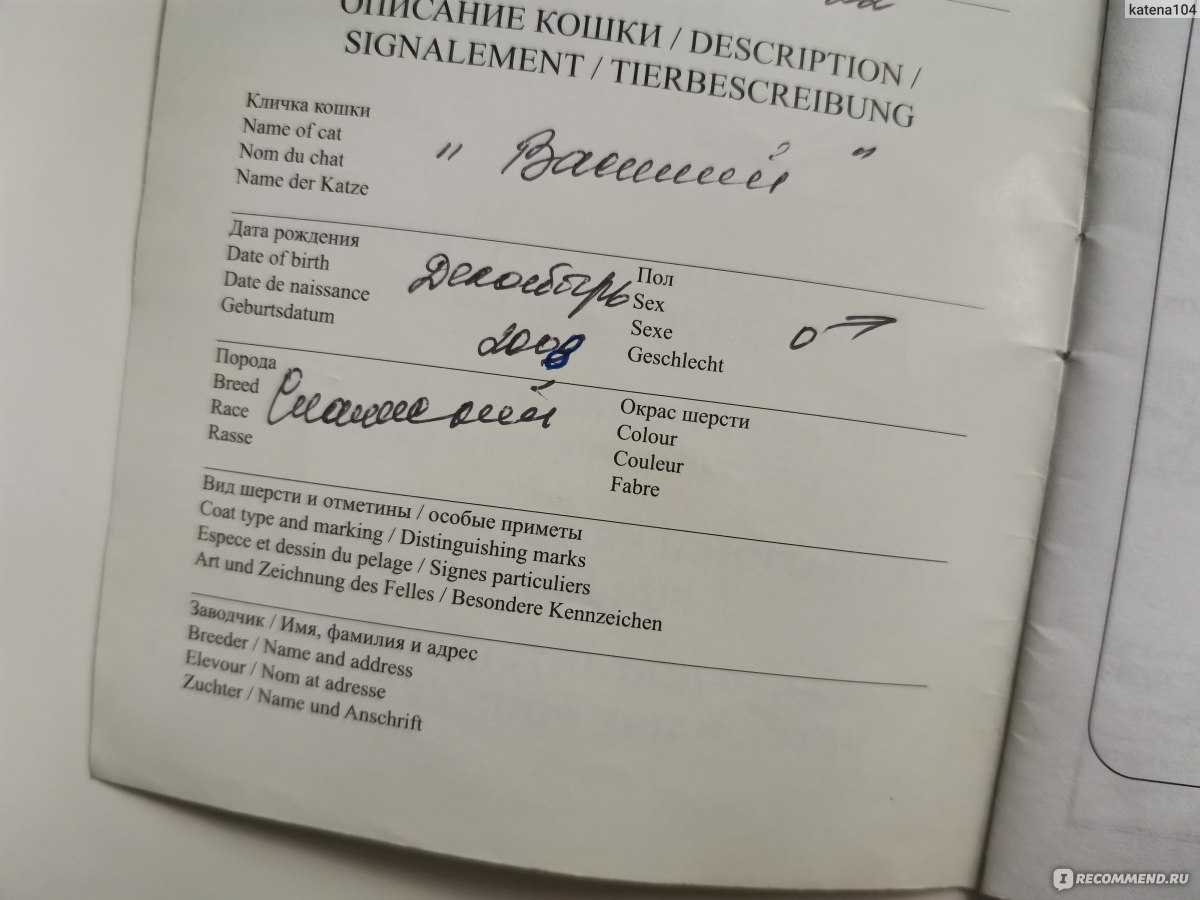 katena104
ОПИСАНИЕ КОШКИ / DESCRIPTION /
SIGNALEMENT / TIERBESCREIBUNG
Кличка кошки
Name of cat
Nom du chat
Name der Katze
Дата рождения
Date of birth
Date de naissance
Geburtsdatum
Декабырь
2008
Пол
Sex
Sexe
Geschlecht
Порода
Breed
Race
Rasse
Сиамский
Окрас шерсти
Colour
Couleur
Fabre
Вид шерсти и отметины / особые приметы
Coat type and marking / Distinguishing marks
Espece et dessin du pelage / Signes particuliers
Art und Zeichnung des Felles / Besondere Kennzeichen
Заводчик / Имя, фамилия и адрес
Breeder / Name and address
Elevour / Nom at adresse
Zuchter / Name und Anschrift
IRECOMMEND.RU